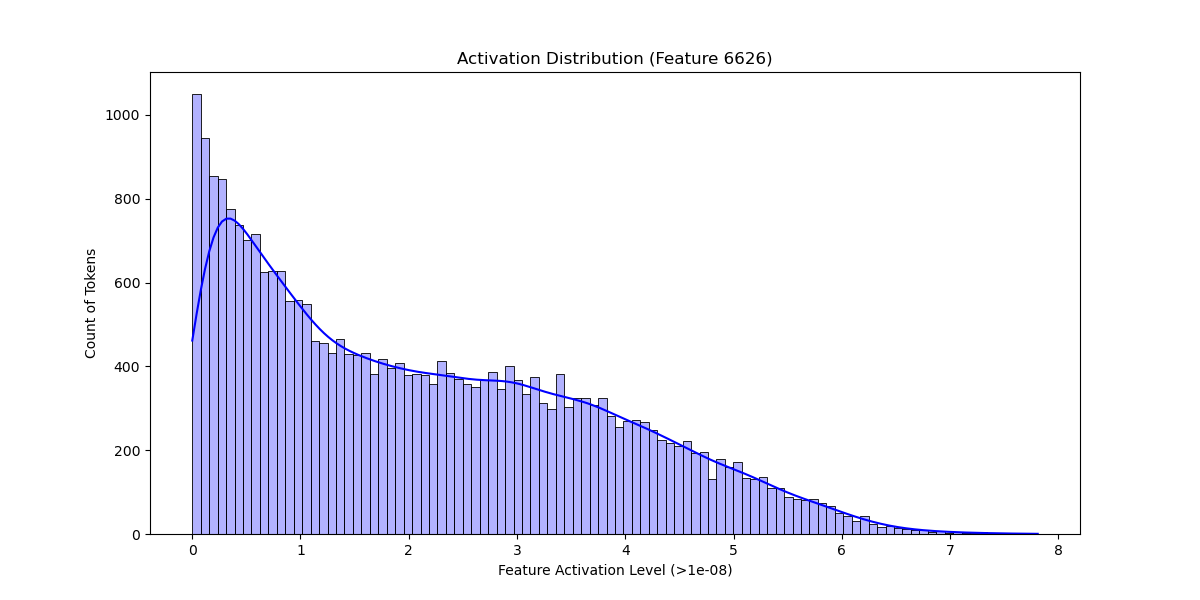 Activation Distribution (Feature 6626)
Count of Tokens
1000
800
600
400
200
0
0 1 2 3 4 5 6 7 8
Feature Activation Level (>1e-08)